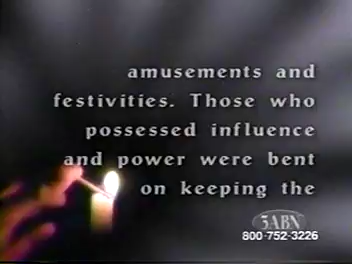 amusements and
festivities. Those who
possessed influence
and power were bent
on keeping the
3ABN
800-752-3226